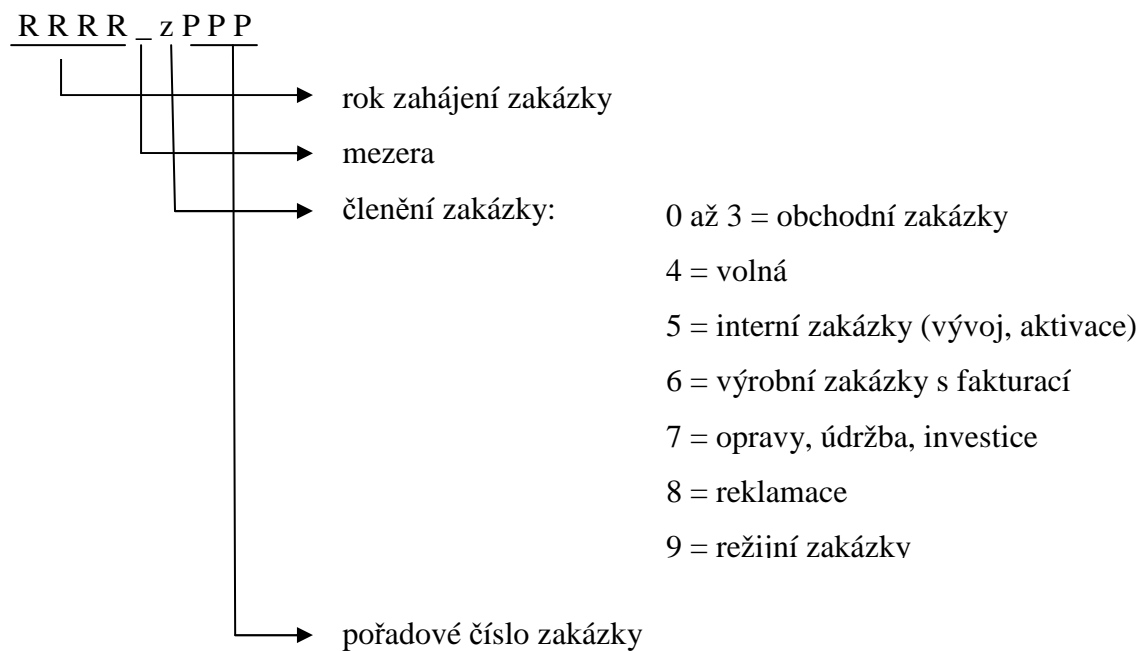 R R R R _ z P P P
rok zahájení zakázky
mezera
členění zakázky:
0 až 3 = obchodní zakázky
4 = volná
5 = interní zakázky (vývoj, aktivace)
6 = výrobní zakázky s fakturací
7 = opravy, údržba, investice
8 = reklamace
9 = režijní zakázky
pořadové číslo zakázky